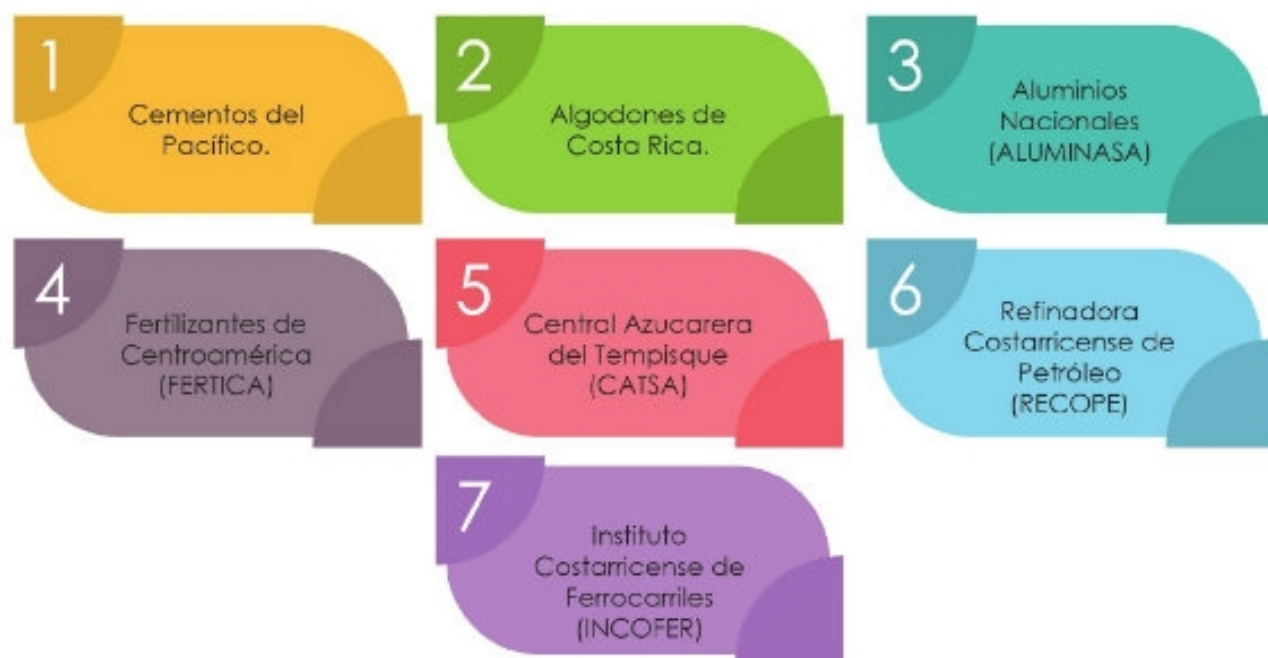 1
Cementos del
Pacífico.
2
Algodones de
Costa Rica.
3
Aluminios
Nacionales
(ALUMINASA)
4
Fertilizantes de
Centroamérica
(FERTICA)
5
Central Azucarera
del Tempisque
(CATSA)
6
Refinadora
Costarricense de
Petróleo
(RECOPE)
7
Instituto
Costarricense de
Ferrocarriles
(INCOFER)